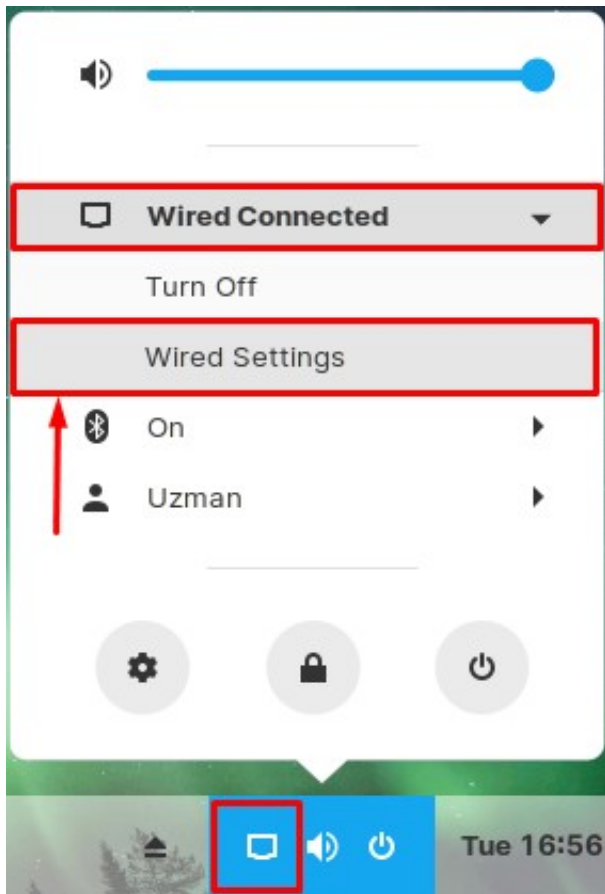 Wired Connected
Turn Off
Wired Settings
On
Uzman
Tue 16:56